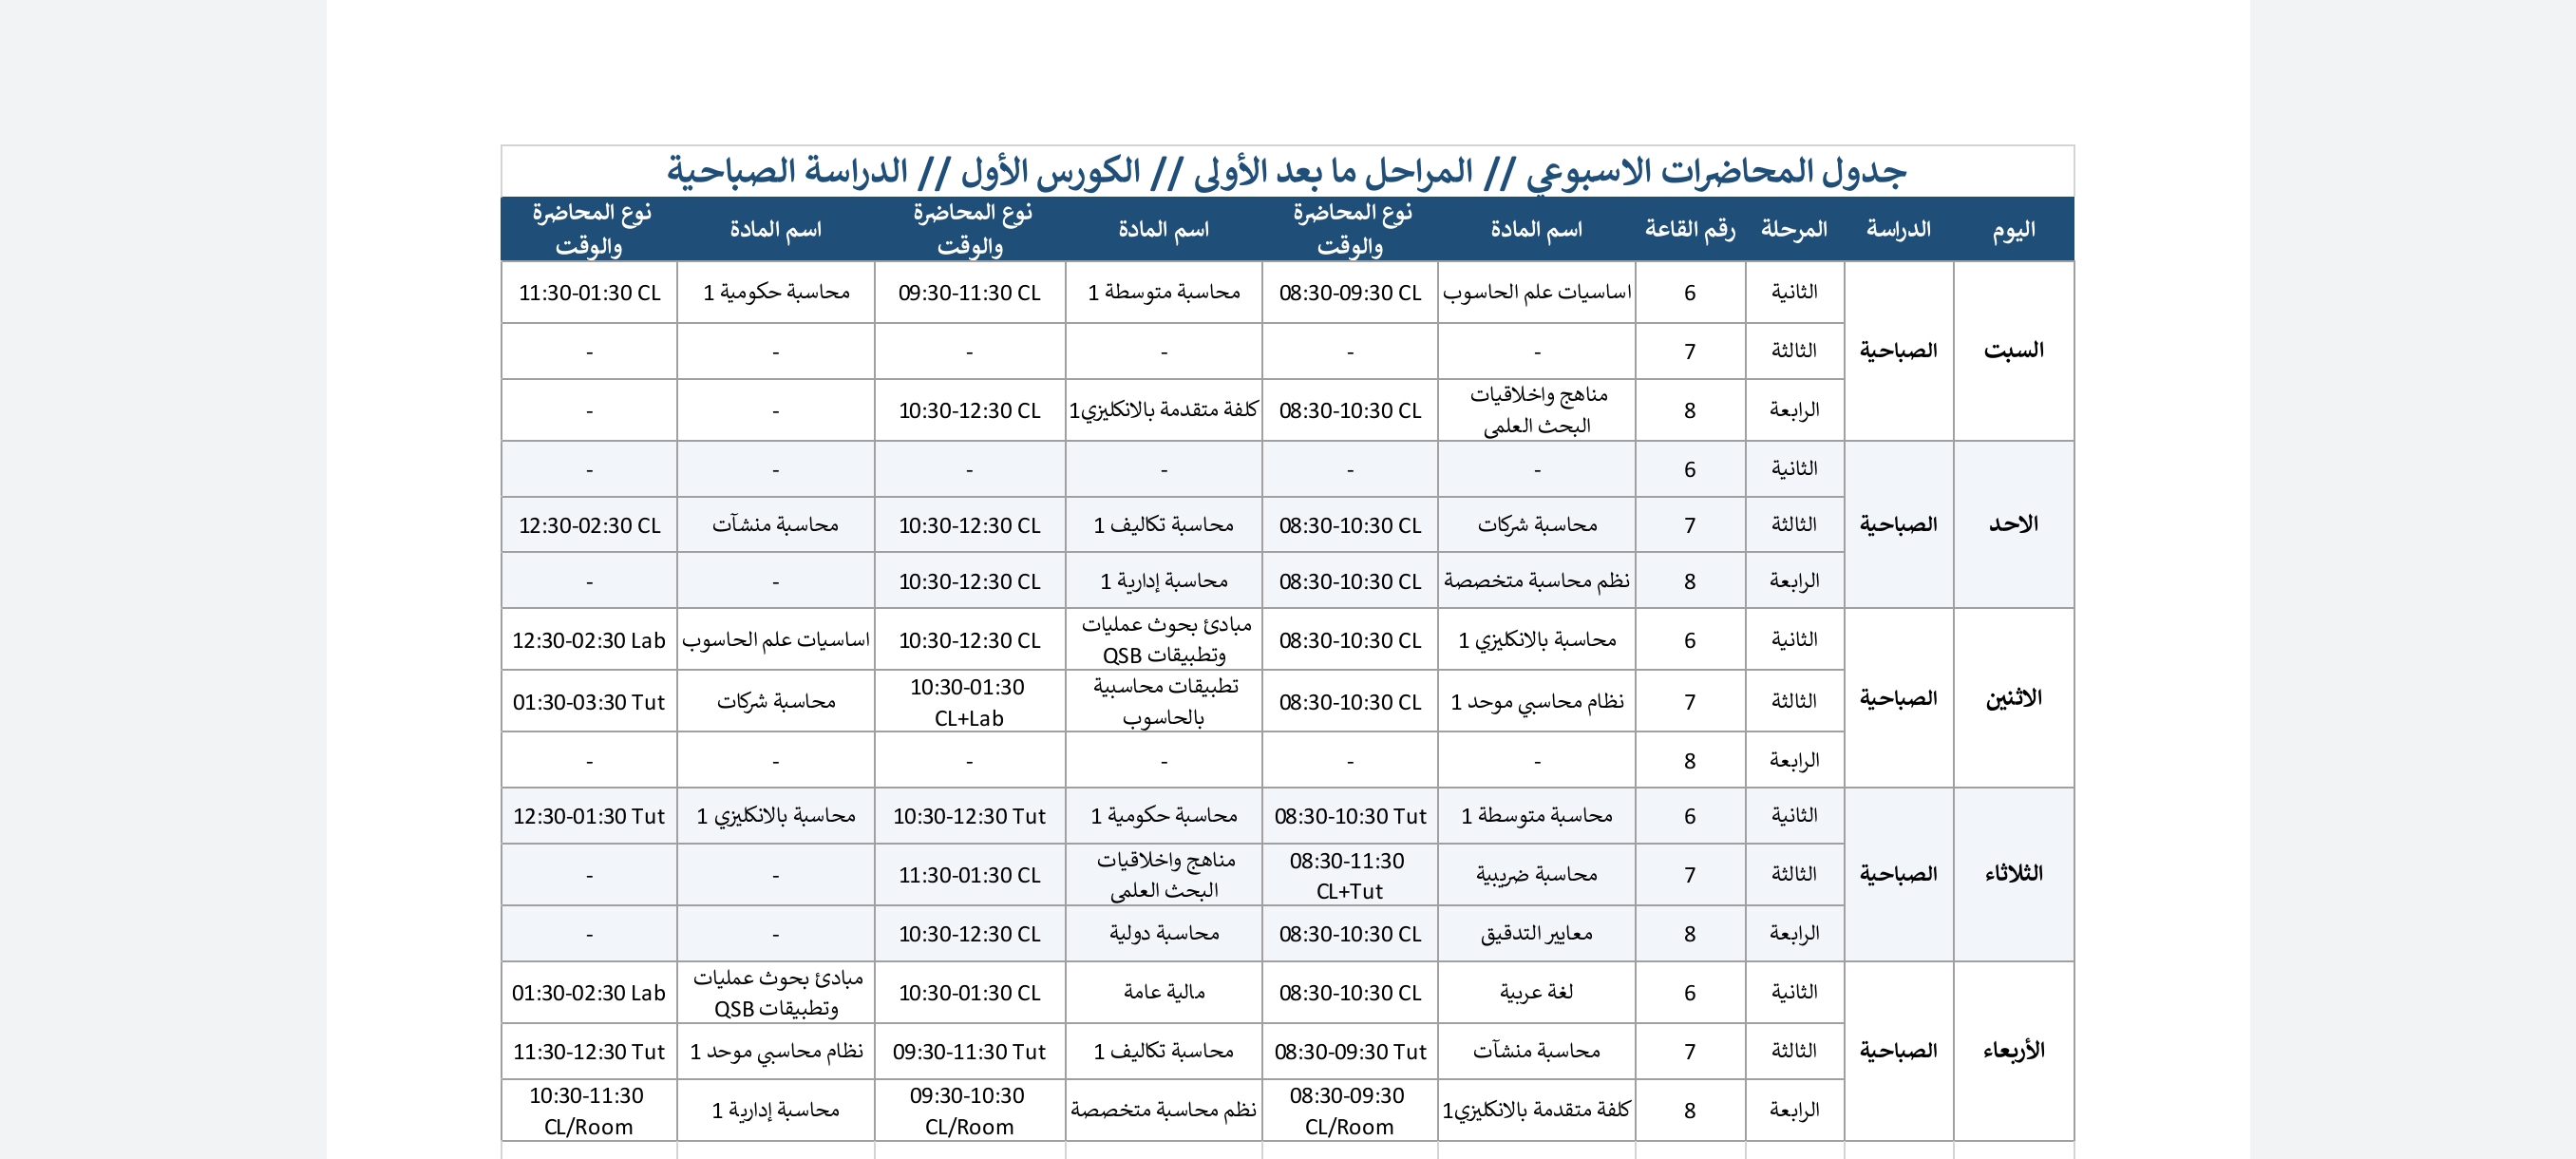 جدول المحاضرات الاسبوعي // المراحل ما بعد الأولى // الكورس الأول // الدراسة الصباحية
اليوم الدراسة المرحلة رقم القاعة اسم المادة نوع المحاضرة والوقت اسم المادة نوع المحاضرة والوقت اسم المادة نوع المحاضرة والوقت
السبت الصباحية
الثانية 6 اساسيات علم الحاسوب 08:30-09:30 CL محاسبة متوسطة 1 09:30-11:30 CL محاسبة حكومية 1 11:30-01:30 CL
الثالثة 7 - - - - - -
الرابعة 8 مناهج واخلاقيات البحث العلمي 08:30-10:30 CL كلفة متقدمة بالانكليزي1 10:30-12:30 CL - -
الاحد الصباحية
الثانية 6 - - - - - -
الثالثة 7 محاسبة شركات 08:30-10:30 CL محاسبة تكاليف 1 10:30-12:30 CL محاسبة منشآت 12:30-02:30 CL
الرابعة 8 نظم محاسبة متخصصة 08:30-10:30 CL محاسبة إدارية 1 10:30-12:30 CL - -
الاثنين الصباحية
الثانية 6 محاسبة بالانكليزي 1 08:30-10:30 CL مبادئ بحوث عمليات وتطبيقات QSB 10:30-12:30 CL اساسيات علم الحاسوب 12:30-02:30 Lab
الثالثة 7 نظام محاسبي موحد 1 08:30-10:30 CL تطبيقات محاسبية بالحاسوب 10:30-01:30 CL+Lab محاسبة شركات 01:30-03:30 Tut
الرابعة 8 - - - - - -
الثلاثاء الصباحية
الثانية 6 محاسبة متوسطة 1 08:30-10:30 Tut محاسبة حكومية 1 10:30-12:30 Tut محاسبة بالانكليزي 1 12:30-01:30 Tut
الثالثة 7 محاسبة ضريبية 08:30-11:30 CL+Tut مناهج واخلاقيات البحث العلمي 11:30-01:30 CL - -
الرابعة 8 معايير التدقيق 08:30-10:30 CL محاسبة دولية 10:30-12:30 CL - -
الأربعاء الصباحية
الثانية 6 لغة عربية 08:30-10:30 CL مالية عامة 10:30-01:30 CL مبادئ بحوث عمليات وتطبيقات QSB 01:30-02:30 Lab
الثالثة 7 محاسبة منشآت 08:30-09:30 Tut محاسبة تكاليف 1 09:30-11:30 Tut نظام محاسبي موحد 1 11:30-12:30 Tut
الرابعة 8 كلفة متقدمة بالانكليزي1 08:30-09:30 CL/Room نظم محاسبة متخصصة 09:30-10:30 CL/Room محاسبة إدارية 1 10:30-11:30 CL/Room